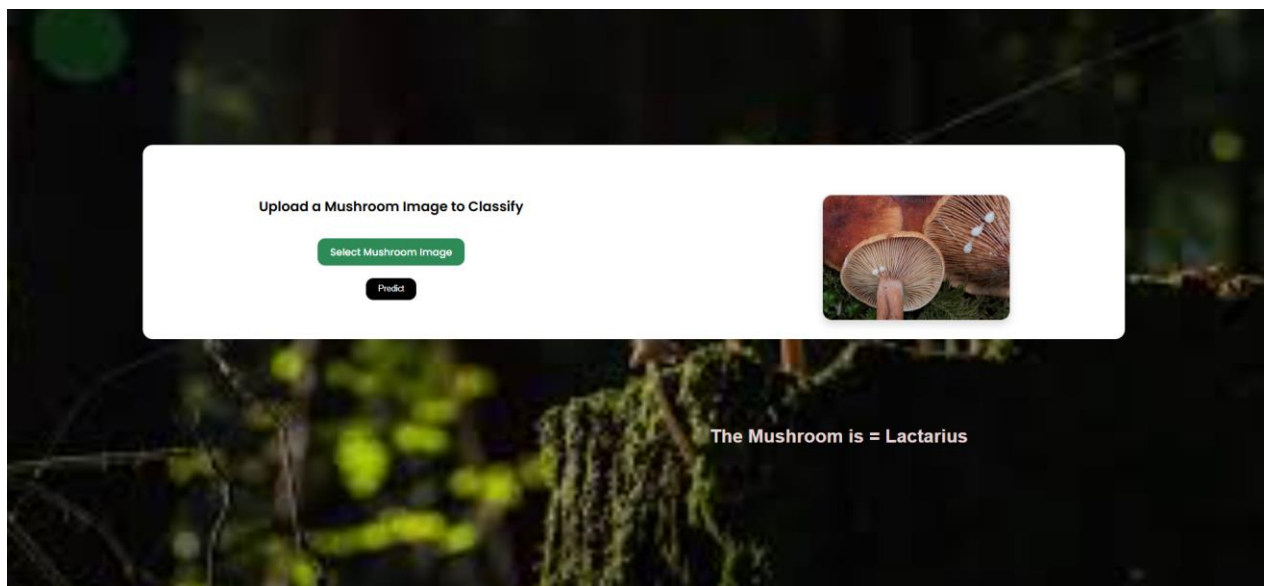 Upload a Mushroom Image to Classify
Select Mushroom Image
Predict
The Mushroom is = Lactarius